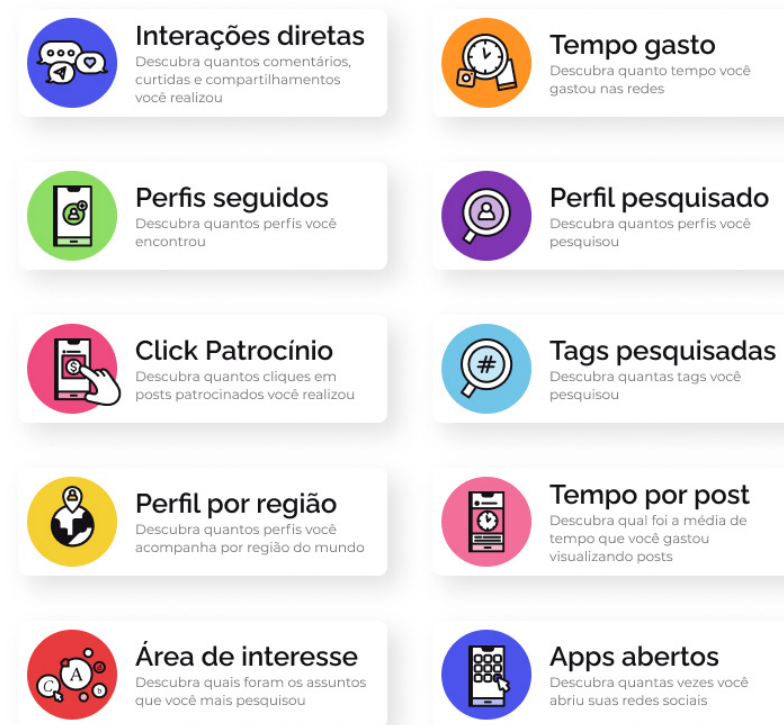 Interações diretas
Descubra quantos comentários,
curtidas e compartilhamentos
você realizou
Tempo gasto
Descubra quanto tempo você
gastou nas redes
Perfis seguidos
Descubra quantos perfis você
encontrou
Perfil pesquisado
Descubra quantos perfis você
pesquisou
Click Patrocínio
Descubra quantos cliques em
posts patrocinados você realizou
Tags pesquisadas
Descubra quantas tags você
pesquisou
Perfil por região
Descubra quantos perfis você
acompanha por região do mundo
Tempo por post
Descubra qual foi a média de
tempo que você gastou
visualizando posts
Área de interesse
Descubra quais foram os assuntos
que você mais pesquisou
Apps abertos
Descubra quantas vezes você
abriu suas redes sociais